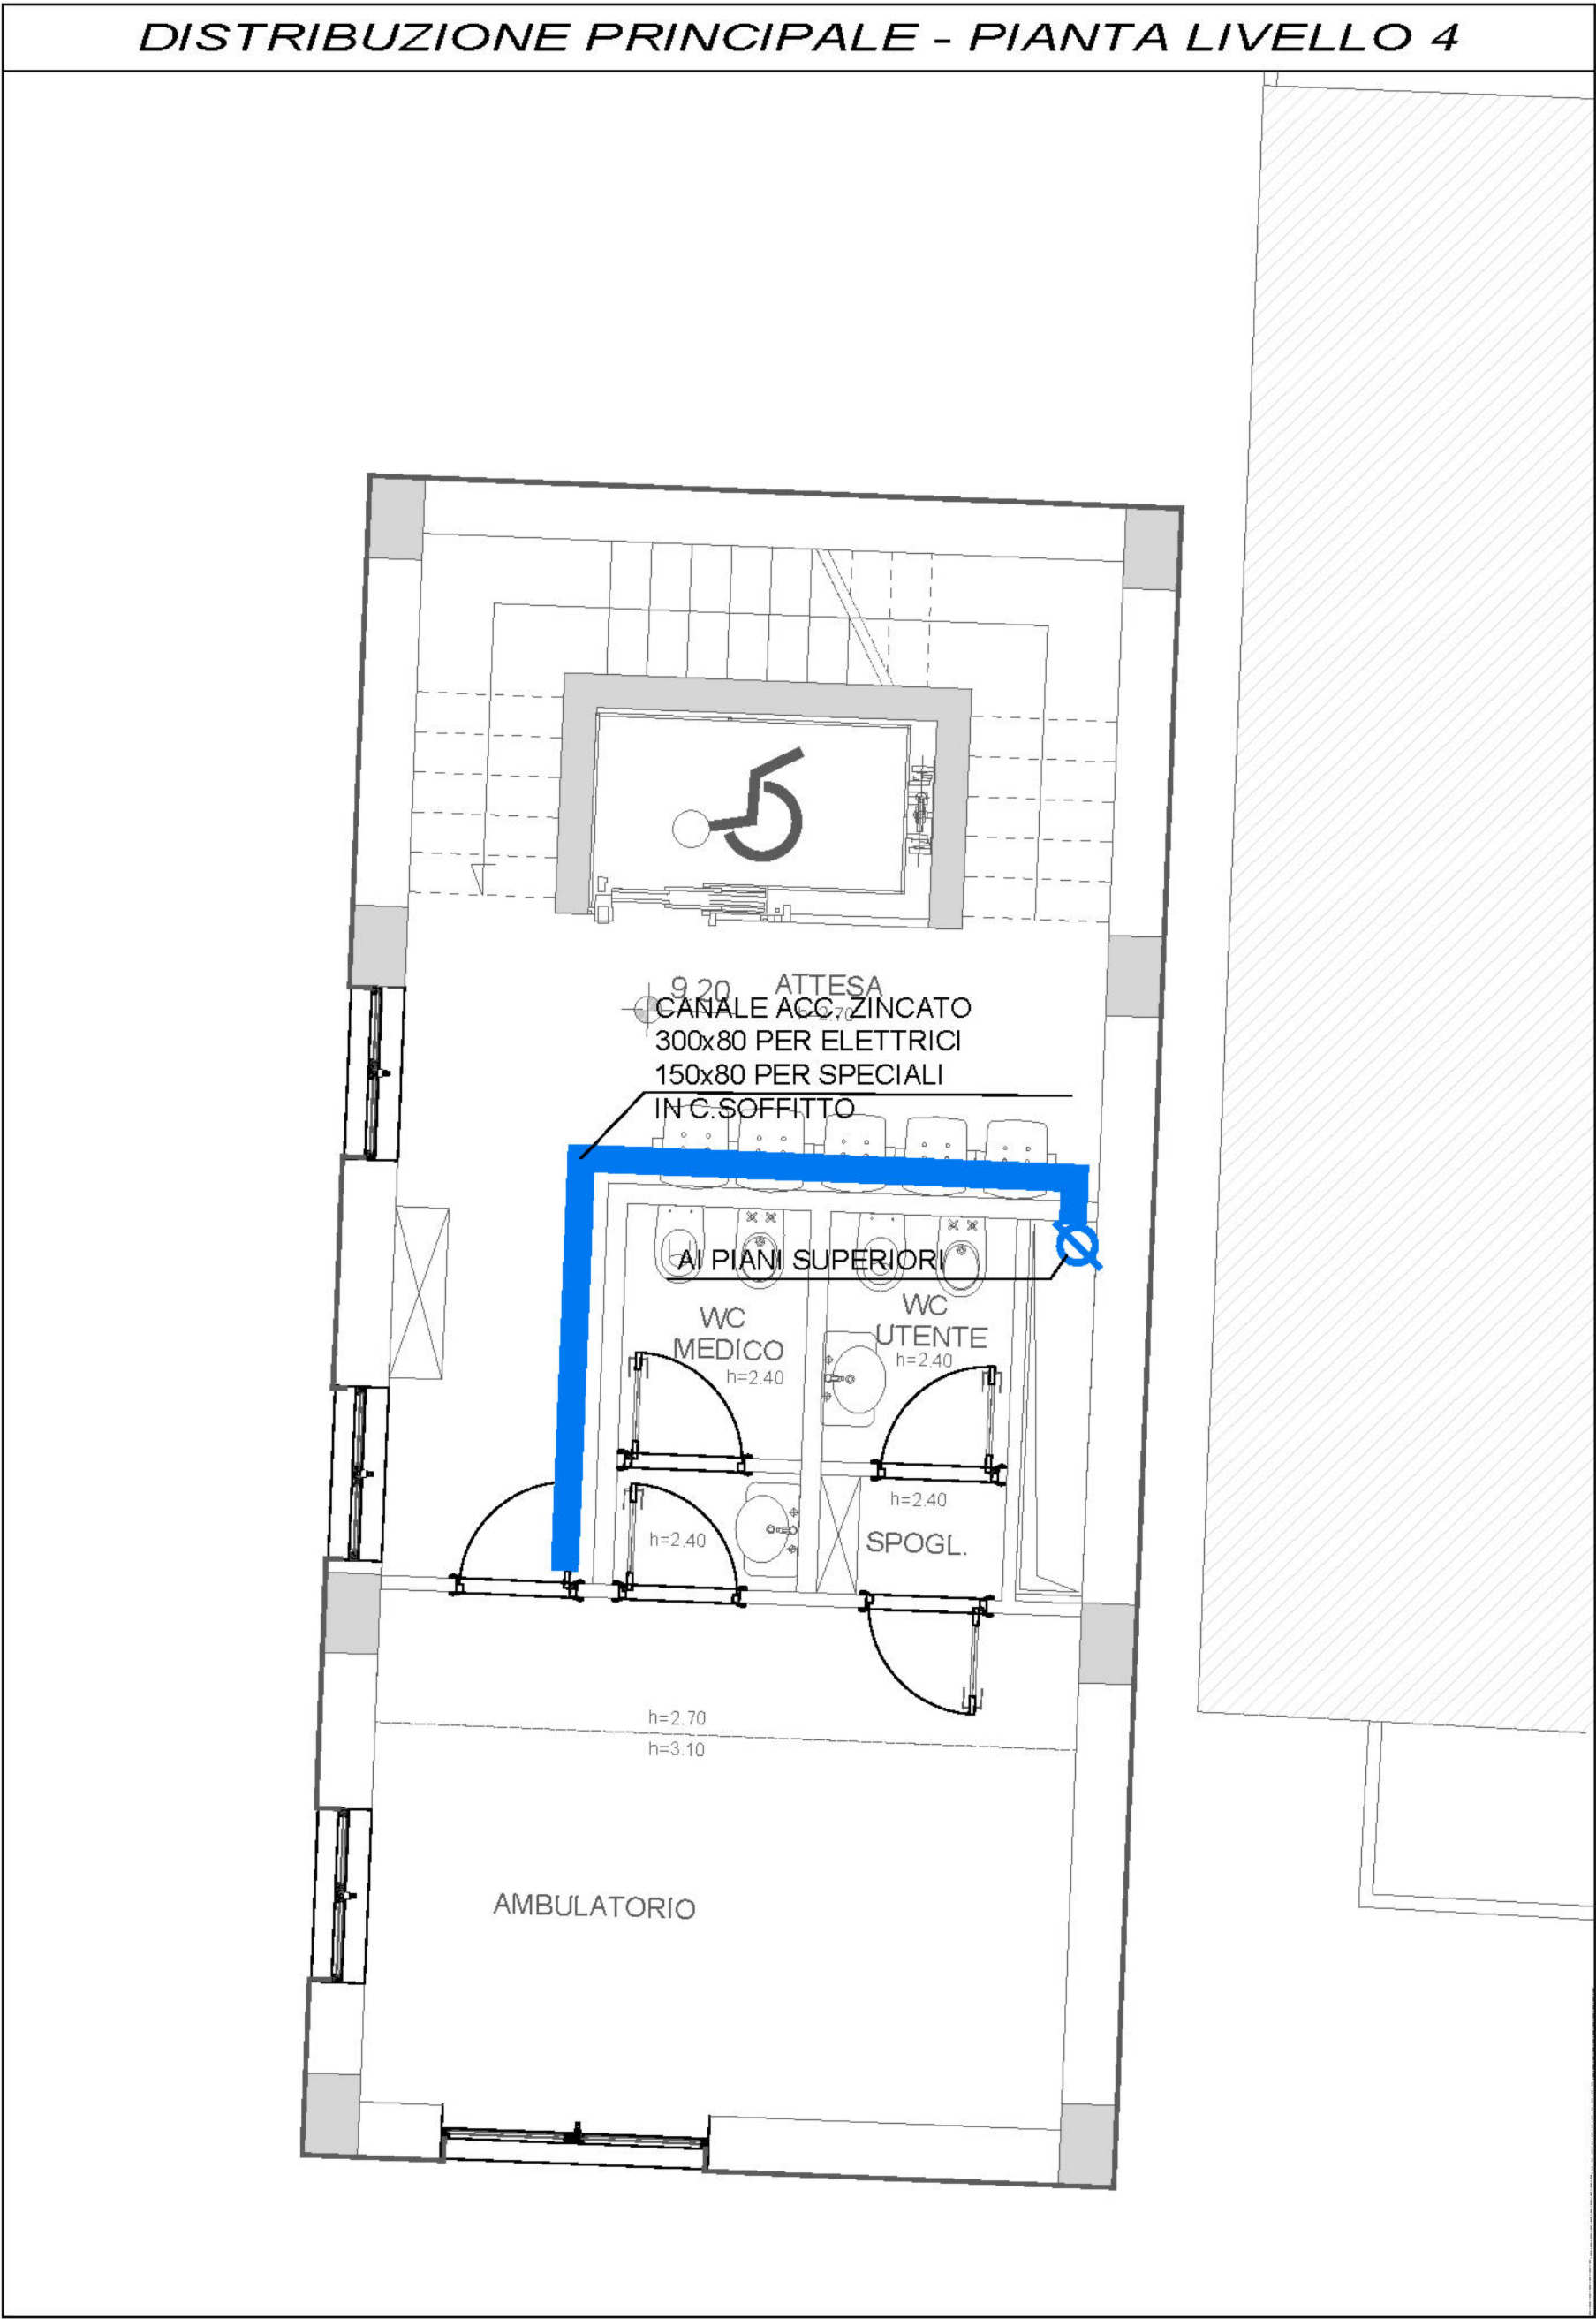 DISTRIBUZIONE PRINCIPALE - PIANTA LIVELLO 4
9.20
ATTESA
h=2.70
CANALE ACC. ZINCATO
300x80 PER ELETTRICI
150x80 PER SPECIALI
IN C.SOFFITTO
AI PIANI SUPERIORI
WC
MEDICO
h=2.40
WC
UTENTE
h=2.40
h=2.40
h=2.40
SPOGL.
h=2.70
h=3.10
AMBULATORIO